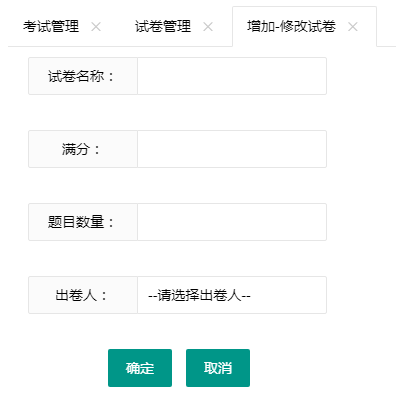 考试管理 × 试卷管理 × 增加-修改试卷 ×
试卷名称：
满分：
题目数量：
出卷人： --请选择出卷人--
确定 取消